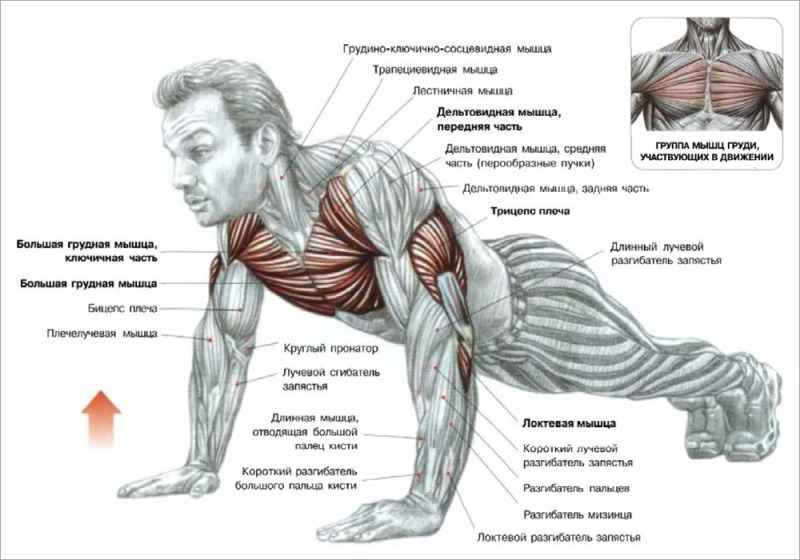 Грудино-ключично-сосцевидная мышца
Трапециевидная мышца
Лестничная мышца
Дельтовидная мышца,
передняя часть
Дельтовидная мышца, средняя
часть (перообразные пучки)
Дельтовидная мышца, задняя часть
Трицепс плеча
Длинный лучевой
разгибатель запястья
ГРУППА МЫШЦ ГРУДИ,
УЧАСТВУЮЩИХ В ДВИЖЕНИИ
Большая грудная мышца,
ключичная часть
Большая грудная мышца
Бицепс плеча
Плечелучевая мышца
Круглый пронатор
Лучевой сгибатель
запястья
Длинная мышца,
отводящая большой
палец кисти
Короткий разгибатель
большого пальца кисти
Локтевая мышца
Короткий лучевой
разгибатель запястья
Разгибатель пальцев
Разгибатель мизинца
Локтевой разгибатель запястья